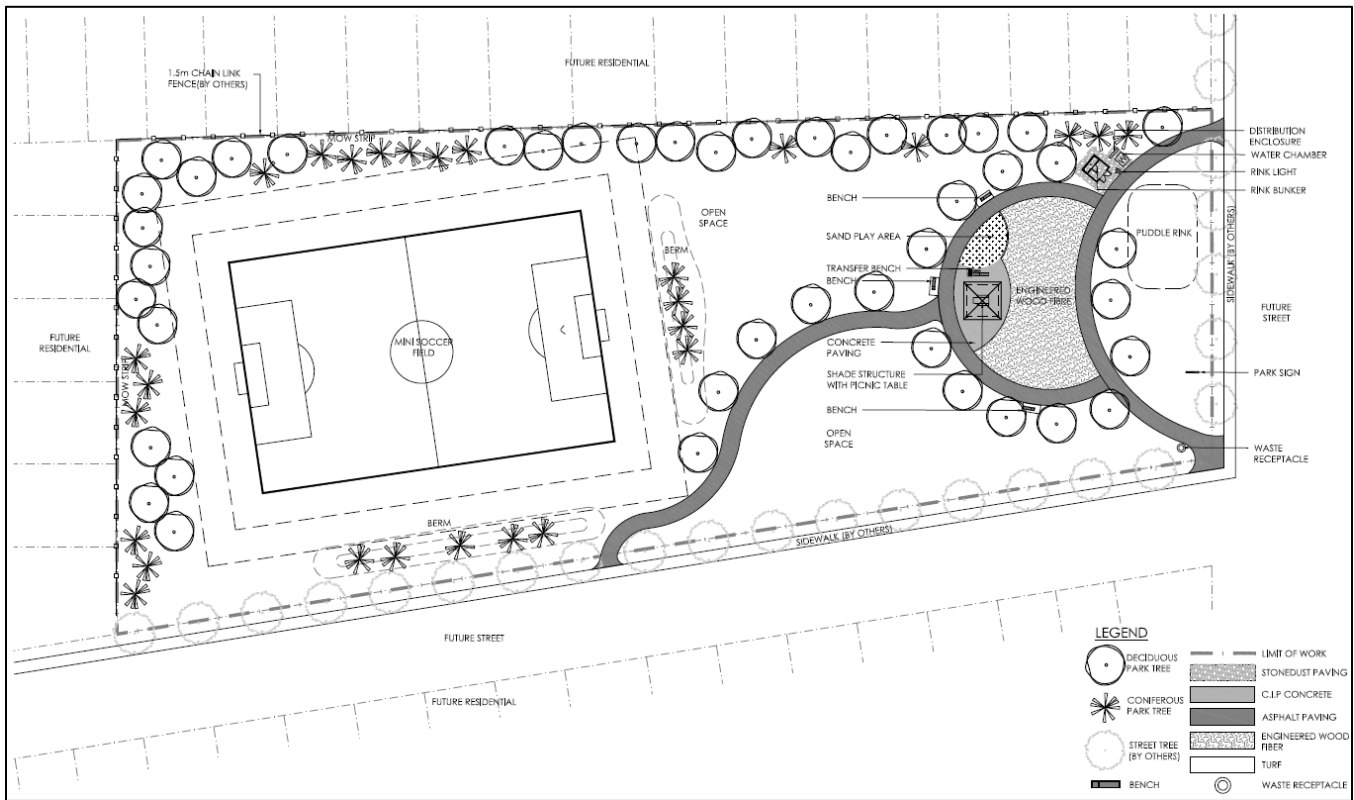 FUTURE RESIDENTIAL
1.5m CHAIN LINK
FENCE(BY OTHERS)
MOW STRIP
DISTRIBUTION
ENCLOSURE
WATER CHAMBER
RINK LIGHT
RINK BUNKER
BENCH
OPEN
SPACE
SAND PLAY AREA
PUDDLE RINK
BERM
TRANSFER BENCH
BENCH
ENGINEERED
WOOD FIBRE
SIDEWALK (BY OTHERS)
FUTURE
STREET
FUTURE
RESIDENTIAL
MINI SOCCER
FIELD
CONCRETE
PAVING
MOW STRIP
SHADE STRUCTURE
WITH PICNIC TABLE
PARK SIGN
BENCH
OPEN
SPACE
WASTE
RECEPTACLE
BERM
SIDEWALK (BY OTHERS)
FUTURE STREET
FUTURE RESIDENTIAL
LEGEND
DECIDUOUS
PARK TREE
CONIFEROUS
PARK TREE
STREET TREE
(BY OTHERS)
BENCH
LIMIT OF WORK
STONEDUST PAVING
C.I.P CONCRETE
ASPHALT PAVING
ENGINEERED WOOD
FIBER
TURF
WASTE RECEPTACLE